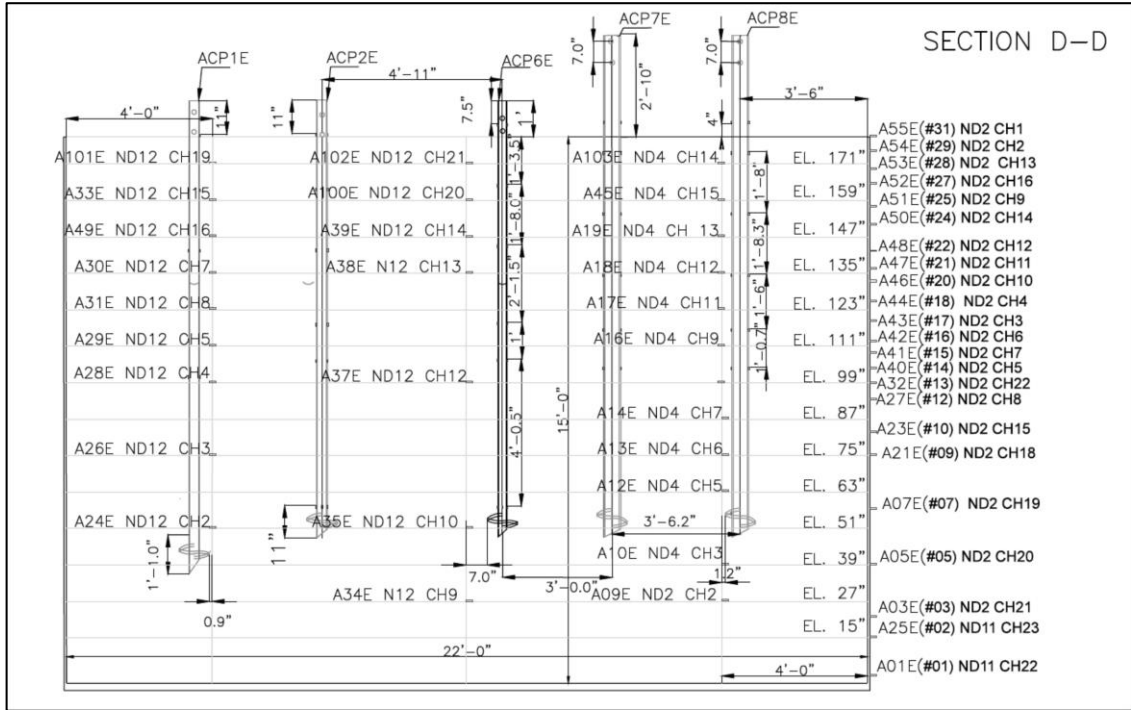 SECTION D-D
ACP1E
ACP2E
ACP6E
ACP7E
ACP8E
4'-11"
7.0"
7.0"
2'-10"
3'-6"
4'-0"
11"
11"
7.5"
1'
4"
A55E(#31) ND2 CH1
A54E(#29) ND2 CH2
A101E ND12 CH19
A102E ND12 CH21
1'-3.5"
A103E ND4 CH14
EL. 171"
A53E(#28) ND2 CH13
A52E(#27) ND2 CH16
1'-8"
A33E ND12 CH15
A100E ND12 CH20
A45E ND4 CH15
EL. 159"
A51E(#25) ND2 CH9
A50E(#24) ND2 CH14
1'-8.0"
A49E ND12 CH16
A39E ND12 CH14
A19E ND4 CH 13
EL. 147"
1'-8.3"
A48E(#22) ND2 CH12
A30E ND12 CH7
A38E N12 CH13
A18E ND4 CH12
EL. 135"
A47E(#21) ND2 CH11
A46E(#20) ND2 CH10
2'-1.5"
A31E ND12 CH8
A17E ND4 CH11
1'-6"
EL. 123"
A44E(#18) ND2 CH4
A43E(#17) ND2 CH3
A29E ND12 CH5
1'
A16E ND4 CH9
1'-0.7"
EL. 111"
A42E(#16) ND2 CH6
A41E(#15) ND2 CH7
A28E ND12 CH4
A37E ND12 CH12
EL. 99"
A40E(#14) ND2 CH5
A32E(#13) ND2 CH22
A27E(#12) ND2 CH8
4'-0.5"
15'-0"
A14E ND4 CH7
EL. 87"
A23E(#10) ND2 CH15
A26E ND12 CH3
A13E ND4 CH6
EL. 75"
A21E(#09) ND2 CH18
A12E ND4 CH5
EL. 63"
A07E(#07) ND2 CH19
A24E ND12 CH2
11"
A35E ND12 CH10
3'-6.2"
EL. 51"
1'-1.0"
A10E ND4 CH3
EL. 39"
A05E(#05) ND2 CH20
7.0"
3'-0.0"
1.2"
A34E N12 CH9
A09E ND2 CH2
EL. 27"
A03E(#03) ND2 CH21
0.9"
EL. 15"
A25E(#02) ND11 CH23
22'-0"
4'-0"
A01E(#01) ND11 CH22